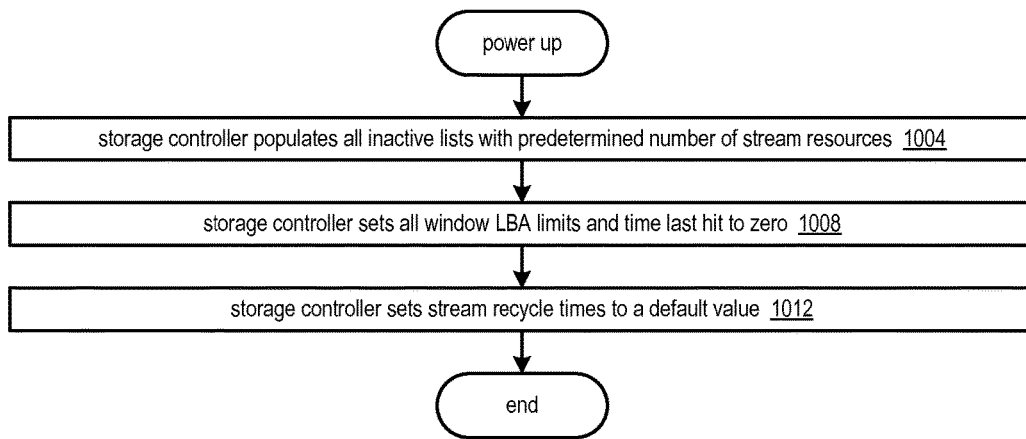 power up
storage controller populates all inactive lists with predetermined number of stream resources 1004
storage controller sets all window LBA limits and time last hit to zero 1008
storage controller sets stream recycle times to a default value 1012
end